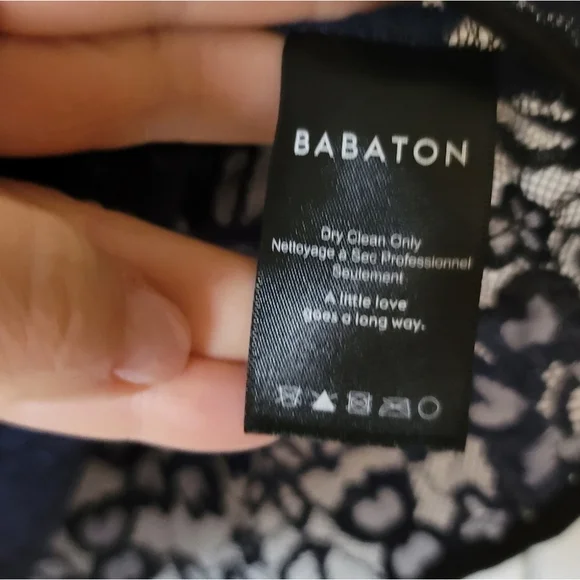 BABATON
Dry Clean Only
Nettoyage à Sec Professionnel
Seulement
A little love
goes a long way.